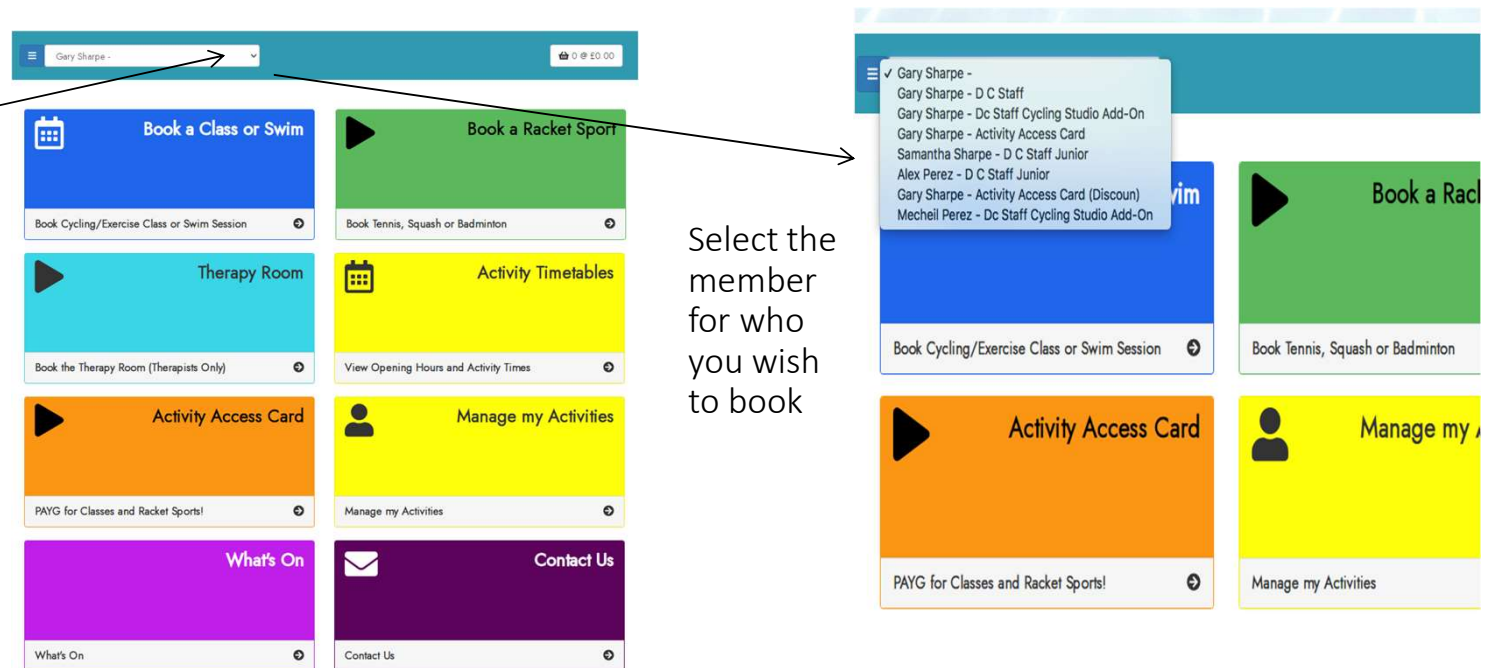 Gary Sharpe -
0 @ £0.00
Book a Class or Swim
Book a Racket Sport
Book Cycling/Exercise Class or Swim Session
Book Tennis, Squash or Badminton
Therapy Room
Activity Timetables
Book the Therapy Room (Therapists Only)
View Opening Hours and Activity Times
Activity Access Card
Manage my Activities
PAYG for Classes and Racket Sports!
Manage my Activities
What's On
Contact Us
What's On
Contact Us
Select the
member
for who
you wish
to book
✓ Gary Sharpe -
Gary Sharpe - D C Staff
Gary Sharpe - Dc Staff Cycling Studio Add-On
Gary Sharpe - Activity Access Card
Samantha Sharpe - D C Staff Junior
Alex Perez - D C Staff Junior
Gary Sharpe - Activity Access Card (Discoun)
Mecheil Perez - Dc Staff Cycling Studio Add-On
vim
Book a Rac
Book Cycling/Exercise Class or Swim Session
Book Tennis, Squash or Badminton
Activity Access Card
Manage my
PAYG for Classes and Racket Sports!
Manage my Activities